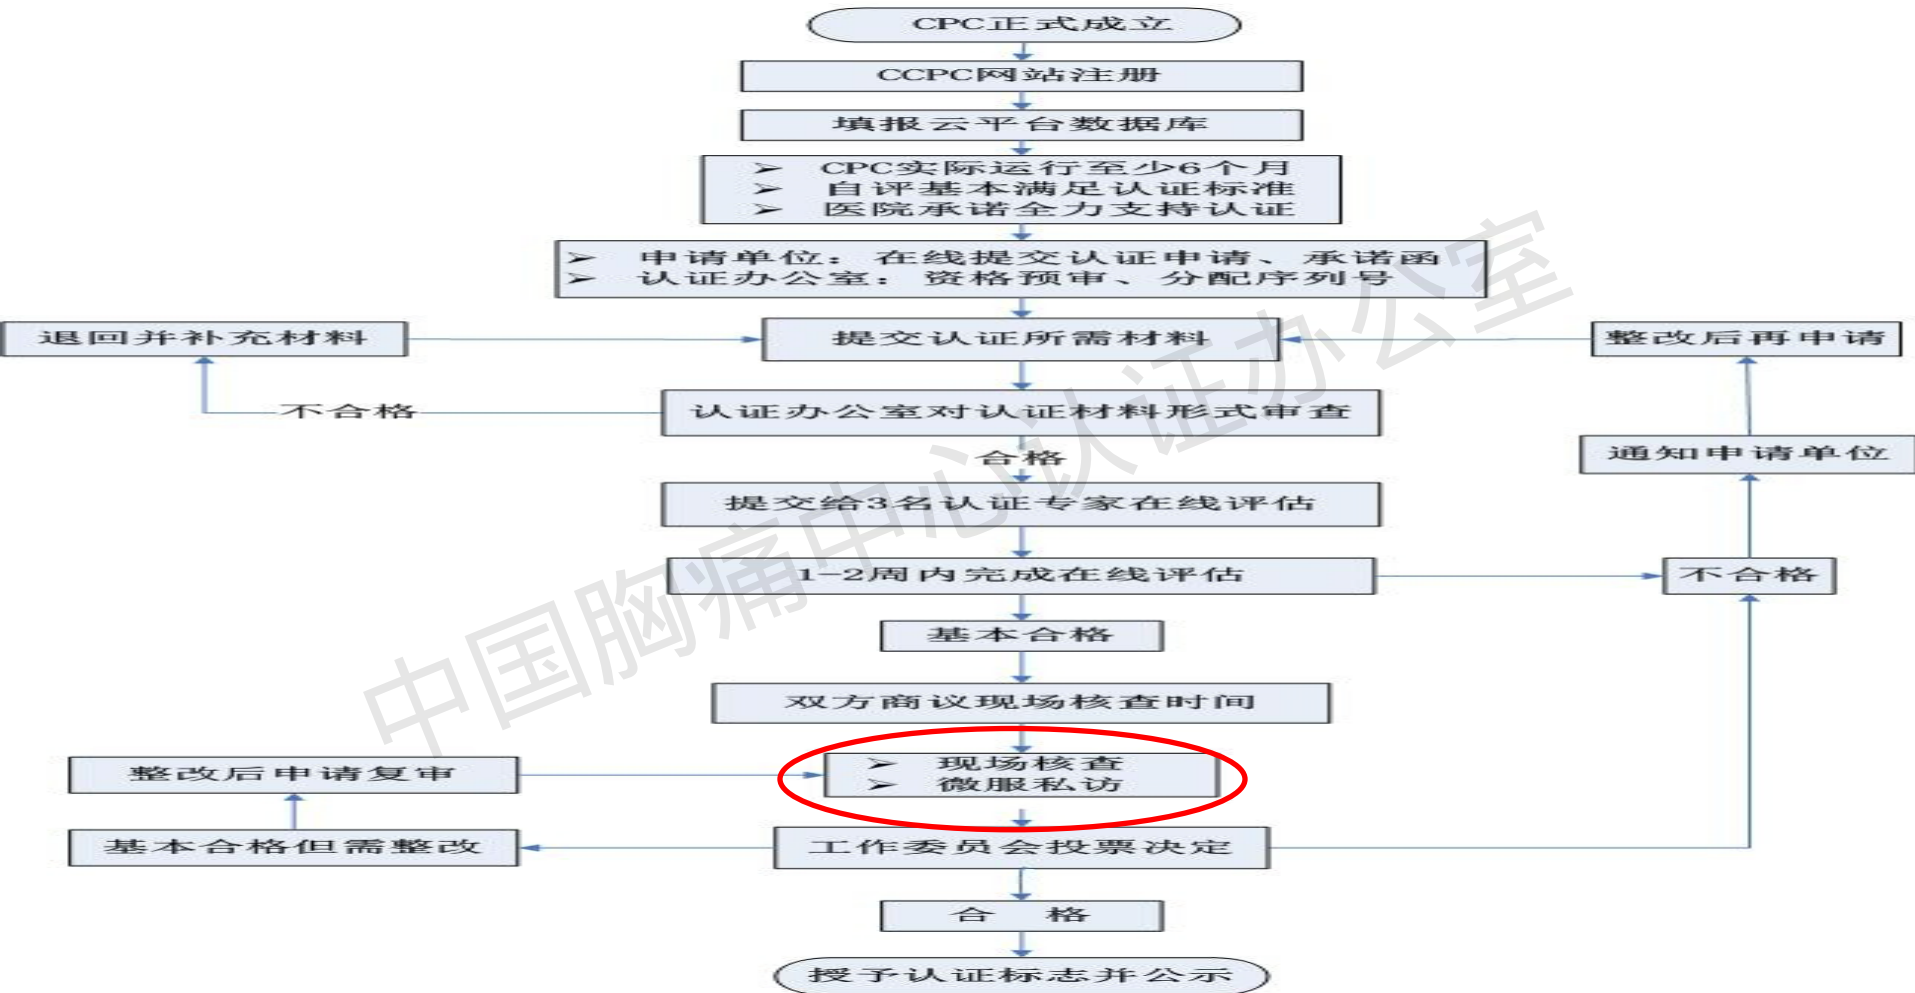 CPC正式成立
CCPC网站注册
填报云平台数据库
➢ CPC实际运行至少6个月
➢ 自评基本满足认证标准
➢ 医院承诺全力支持认证
➢ 申请单位：在线提交认证申请、承诺函
➢ 认证办公室：资格预审、分配序列号
退回并补充材料
提交认证所需材料
整改后再申请
不合格
认证办公室对认证材料形式审查
合格
通知申请单位
提交给3名认证专家在线评估
1-2周内完成在线评估
不合格
基本合格
双方商议现场核查时间
整改后申请复审
➢ 现场核查
➢ 微服私访
基本合格但需整改
工作委员会投票决定
合 格
授予认证标志并公示
中国胸痛中心认证办公室